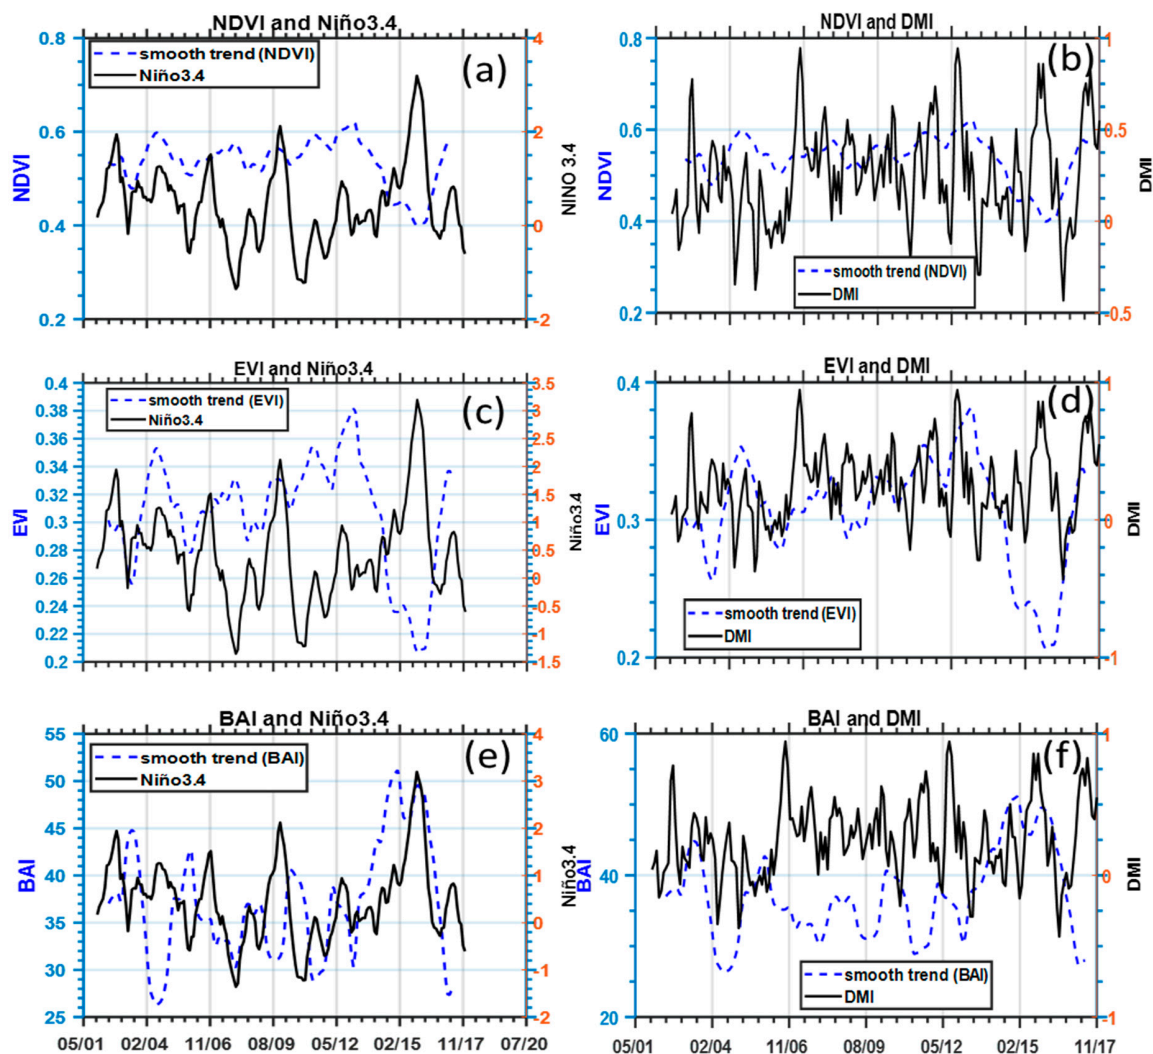 NDVI and Niño3.4
0.8
0.6
0.4
0.2
NDVI
smooth trend (NDVI)
Niño3.4
(a)
4
3
2
1
0
-1
-2
NINO 3.4
NDVI and DMI
0.8
0.6
0.4
0.2
NDVI
(b)
smooth trend (NDVI)
DMI
1
0.5
0
-0.5
DMI
EVI and Niño3.4
0.4
0.38
0.36
0.34
0.32
0.3
0.28
0.26
0.24
0.22
0.2
EVI
smooth trend (EVI)
Niño3.4
(c)
3.5
3
2.5
2
1.5
1
0.5
0
-0.5
-1
-1.5
Niño3.4
EVI and DMI
0.4
0.3
0.2
EVI
(d)
smooth trend (EVI)
DMI
1
0
-1
DMI
BAI and Niño3.4
55
50
45
40
35
30
25
BAI
smooth trend (BAI)
Niño3.4
(e)
4
3
2
1
0
-1
-2
Niño3.4
05/01 02/04 11/06 08/09 05/12 02/15 11/17 07/20
BAI and DMI
60
40
20
BAI
(f)
smooth trend (BAI)
DMI
1
0
-1
DMI
05/01 02/04 11/06 08/09 05/12 02/15 11/17